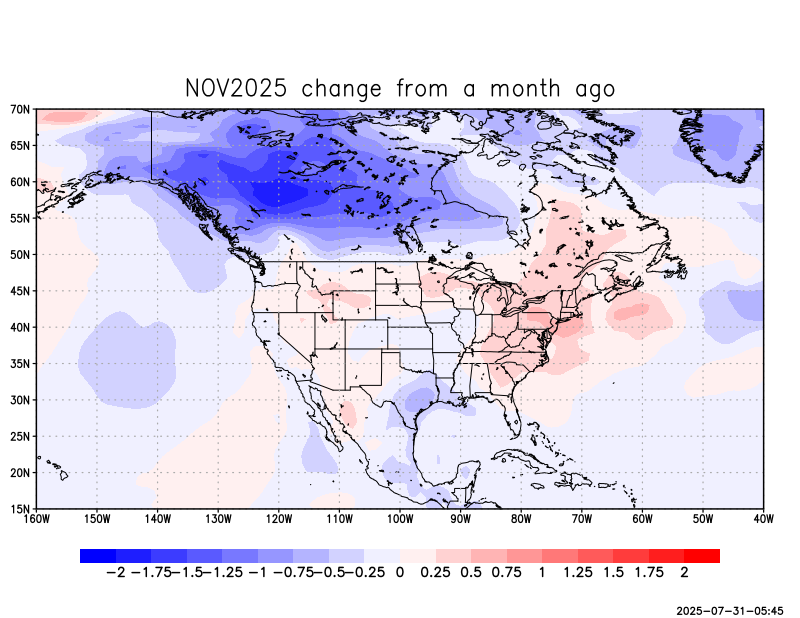 NOV2025 change from a month ago
70N
65N
60N
55N
50N
45N
40N
35N
30N
25N
20N
15N
160W 150W 140W 130W 120W 110W 100W 90W 80W 70W 60W 50W 40W
-2 -1.75 -1.5 -1.25 -1 -0.75 -0.5 -0.25 0 0.25 0.5 0.75 1 1.25 1.5 1.75 2
2025-07-31-05:45